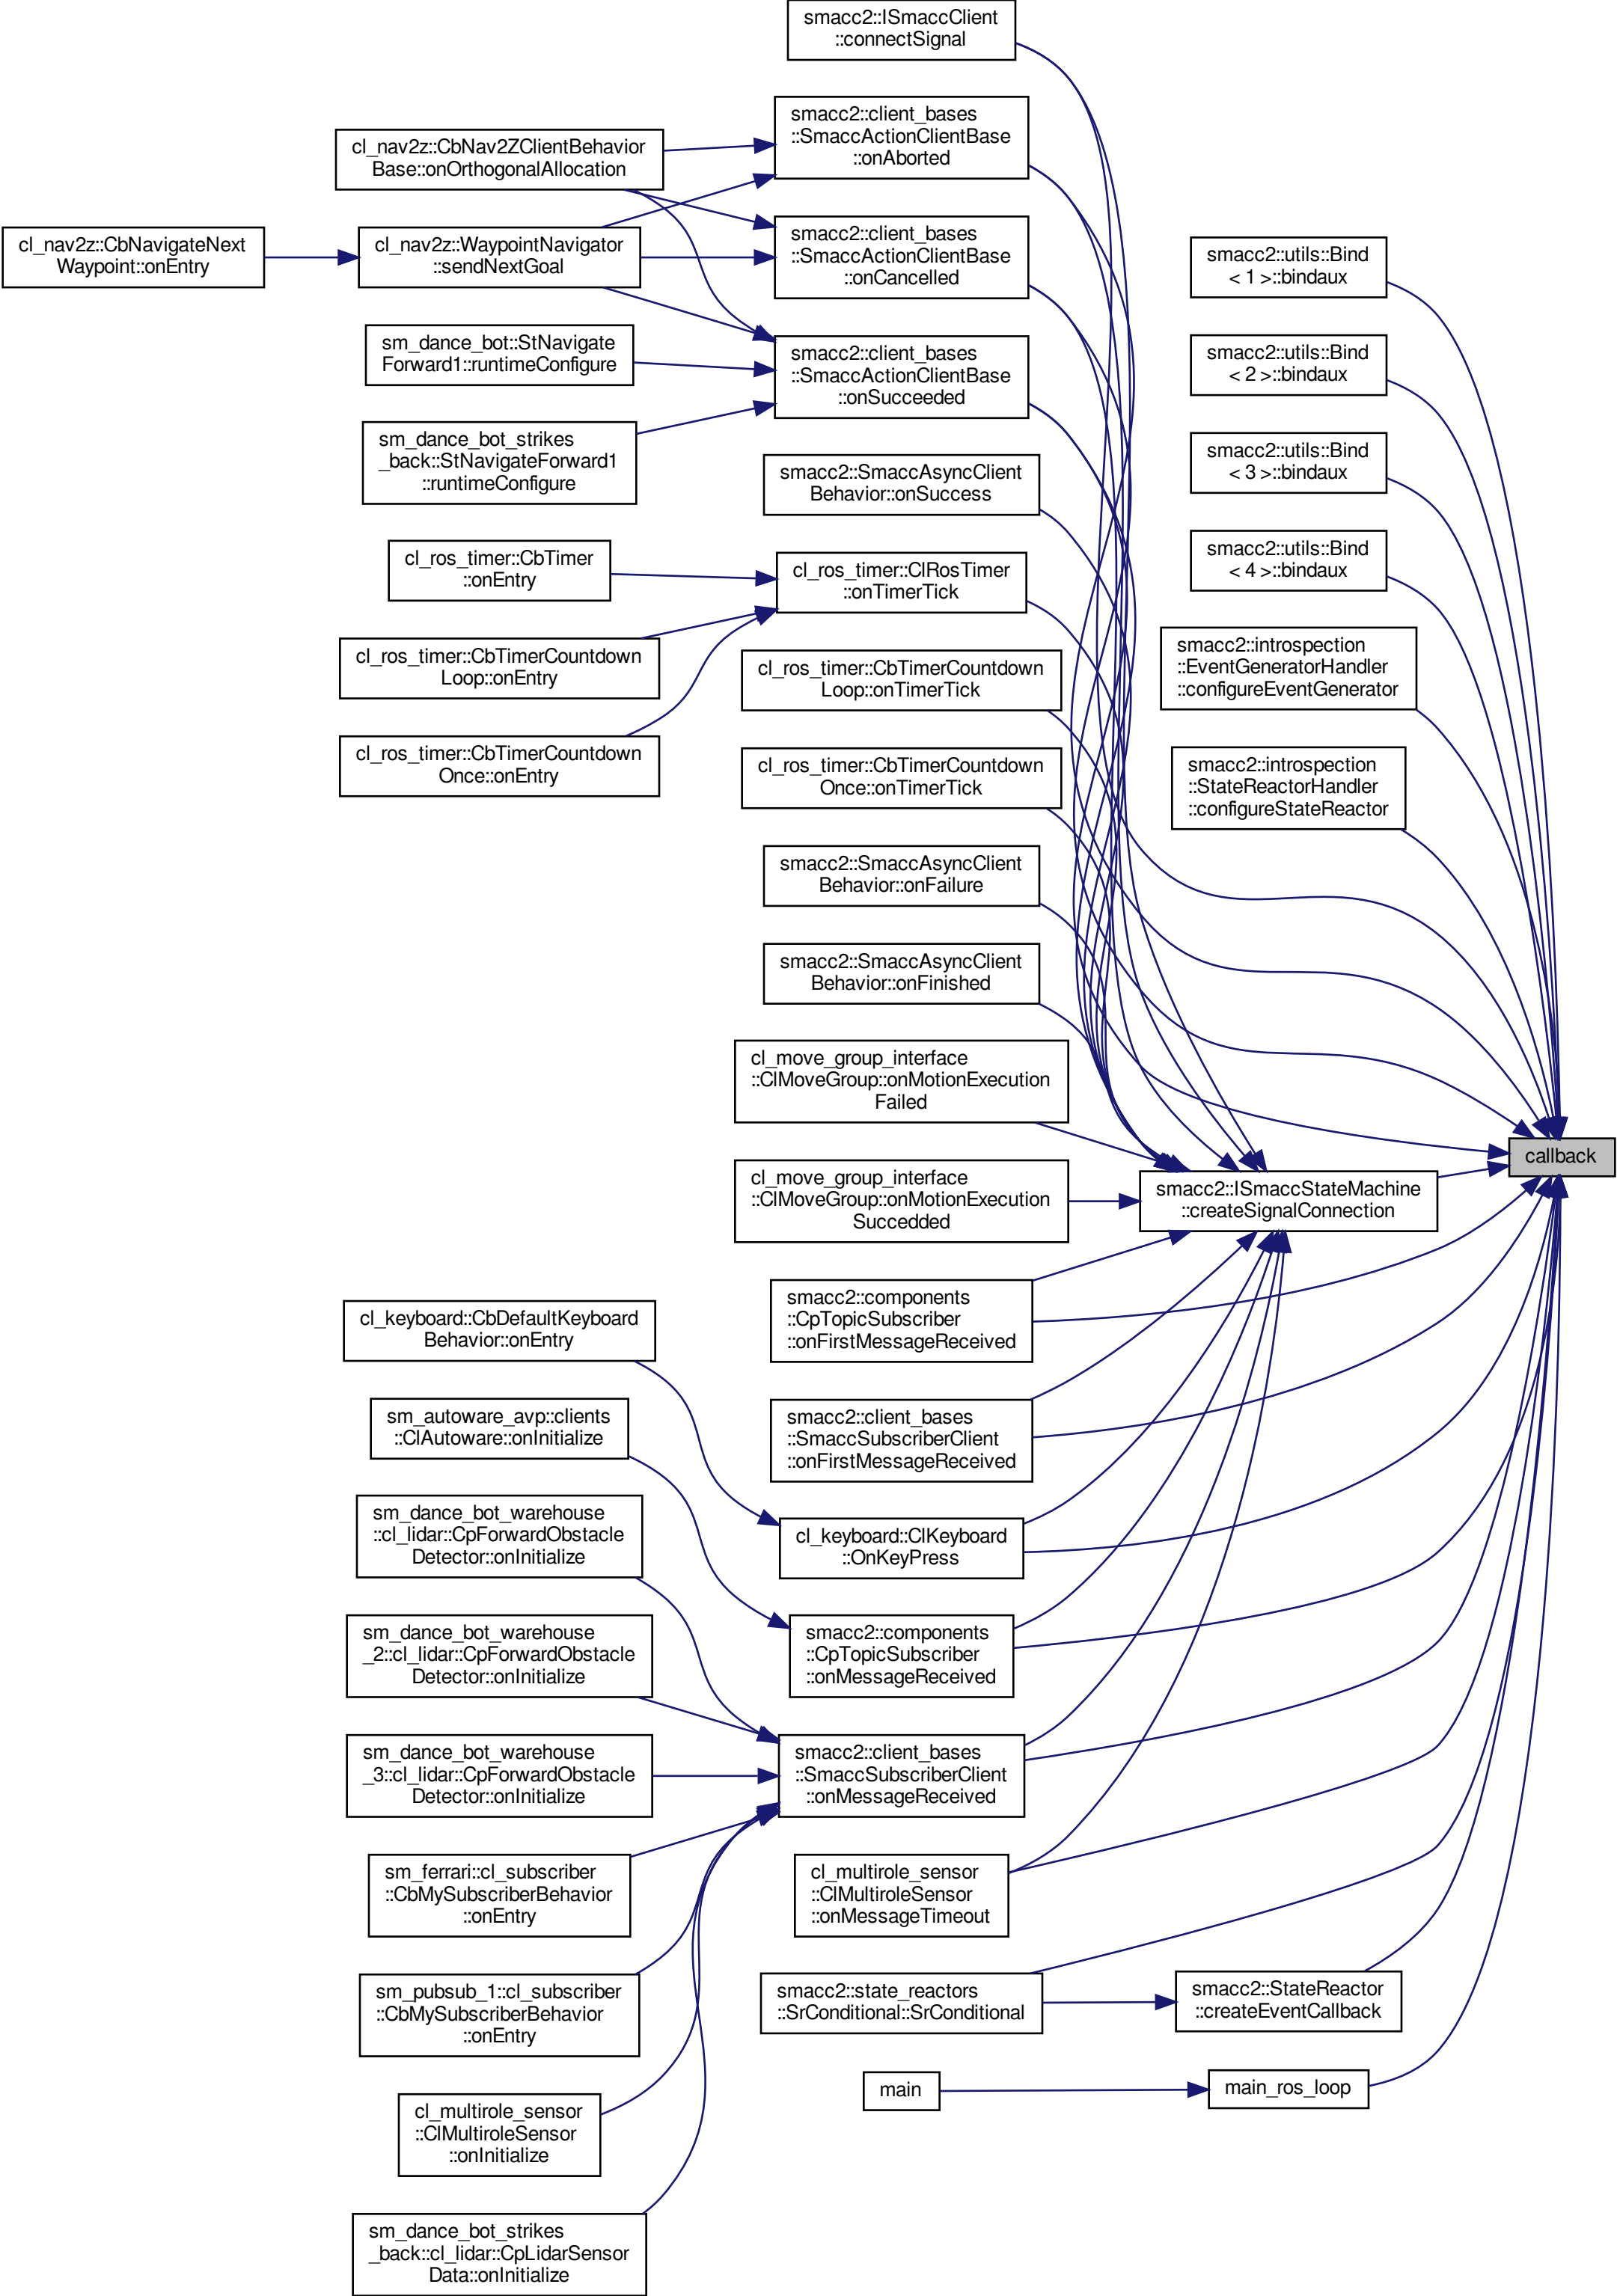 smacc2::ISmaccClient
::connectSignal
smacc2::client_bases
::SmaccActionClientBase
::onAborted
cl_nav2z::CbNav2ZClientBehavior
Base::onOrthogonalAllocation
smacc2::client_bases
::SmaccActionClientBase
::onCancelled
cl_nav2z::CbNavigateNext
Waypoint::onEntry
cl_nav2z::WaypointNavigator
::sendNextGoal
smacc2::utils::Bind
< 1 >::bindaux
sm_dance_bot::StNavigate
Forward1::runtimeConfigure
smacc2::client_bases
::SmaccActionClientBase
::onSucceeded
smacc2::utils::Bind
< 2 >::bindaux
sm_dance_bot_strikes
_back::StNavigateForward1
::runtimeConfigure
smacc2::SmaccAsyncClient
Behavior::onSuccess
smacc2::utils::Bind
< 3 >::bindaux
cl_ros_timer::CbTimer
::onEntry
cl_ros_timer::ClRosTimer
::onTimerTick
smacc2::utils::Bind
< 4 >::bindaux
cl_ros_timer::CbTimerCountdown
Loop::onEntry
cl_ros_timer::CbTimerCountdown
Loop::onTimerTick
smacc2::introspection
::EventGeneratorHandler
::configureEventGenerator
cl_ros_timer::CbTimerCountdown
Once::onEntry
cl_ros_timer::CbTimerCountdown
Once::onTimerTick
smacc2::introspection
::StateReactorHandler
::configureStateReactor
smacc2::SmaccAsyncClient
Behavior::onFailure
smacc2::SmaccAsyncClient
Behavior::onFinished
cl_move_group_interface
::ClMoveGroup::onMotionExecution
Failed
callback
cl_move_group_interface
::ClMoveGroup::onMotionExecution
Succedded
smacc2::ISmaccStateMachine
::createSignalConnection
smacc2::components
::CpTopicSubscriber
::onFirstMessageReceived
cl_keyboard::CbDefaultKeyboard
Behavior::onEntry
smacc2::client_bases
::SmaccSubscriberClient
::onFirstMessageReceived
sm_autoware_avp::clients
::ClAutoware::onInitialize
cl_keyboard::ClKeyboard
::OnKeyPress
sm_dance_bot_warehouse
::cl_lidar::CpForwardObstacle
Detector::onInitialize
smacc2::components
::CpTopicSubscriber
::onMessageReceived
sm_dance_bot_warehouse
_2::cl_lidar::CpForwardObstacle
Detector::onInitialize
smacc2::client_bases
::SmaccSubscriberClient
::onMessageReceived
sm_dance_bot_warehouse
_3::cl_lidar::CpForwardObstacle
Detector::onInitialize
cl_multirole_sensor
::ClMultiroleSensor
::onMessageTimeout
sm_ferrari::cl_subscriber
::CbMySubscriberBehavior
::onEntry
smacc2::state_reactors
::SrConditional::SrConditional
smacc2::StateReactor
::createEventCallback
sm_pubsub_1::cl_subscriber
::CbMySubscriberBehavior
::onEntry
main
main_ros_loop
cl_multirole_sensor
::ClMultiroleSensor
::onInitialize
sm_dance_bot_strikes
_back::cl_lidar::CpLidarSensor
Data::onInitialize